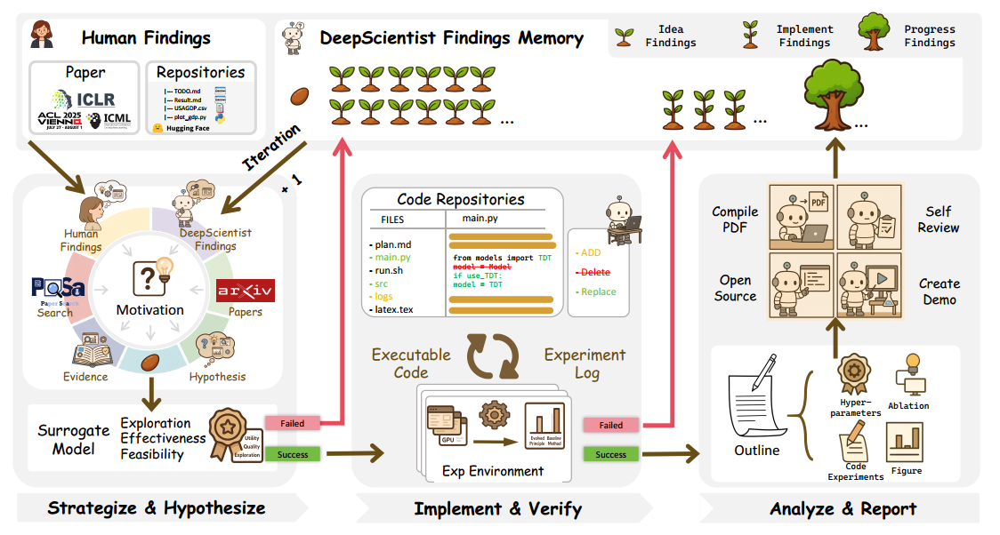 Human Findings
Paper
ICLR
ACL 2025
VIENNA
JULY 27 - AUGUST 1
ICML
Repositories
|--- TODO.md
|--- Result.md
|--- USAGDP.csv
|--- plot_gdp.py
Hugging Face
DeepScientist Findings Memory
Idea
Findings
Implement
Findings
Progress
Findings
...
...
...
Iteration
+ 1
Human
Findings
DeepScientist
Findings
?
Motivation
Paper Search
Search
arXiv
Papers
Evidence
Hypothesis
Surrogate
Model
Exploration
Effectiveness
Feasibility
Utility
Quality
Exploration
Failed
Success
Strategize & Hypothesize
Code Repositories
FILES
main.py
- plan.md
- main.py
- run.sh
- src
- logs
- latex.tex
from models import TDT
model = Model
if use_TDT:
model = TDT
- ADD
- Delete
- Replace
Executable
Code
Experiment
Log
GPU
Evolved
Principle
Baseline
Method
Exp Environment
Failed
Success
Implement & Verify
Compile
PDF
PDF
Self
Review
Open
Source
Create
Demo
Outline
Hyper-
parameters
Ablation
Code
Experiments
Figure
Analyze & Report